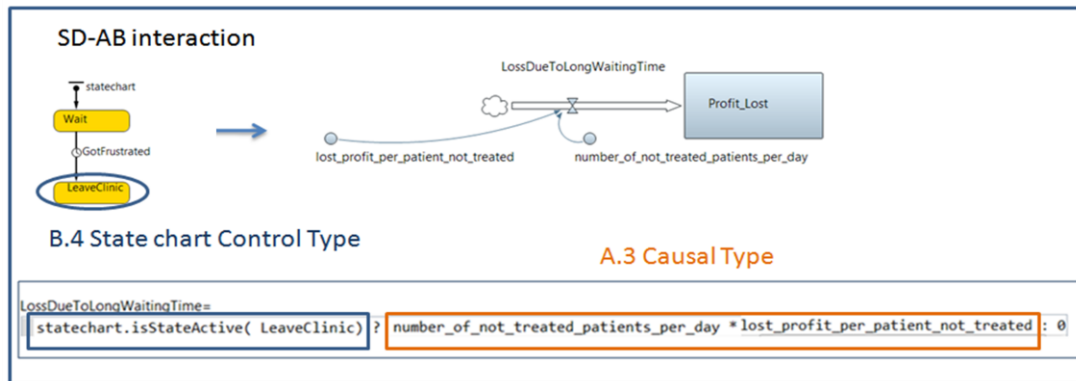 SD-AB interaction
statechart
Wait
GotFrustrated
LeaveClinic
LossDueToLongWaitingTime
Profit_Lost
lost_profit_per_patient_not_treated
number_of_not_treated_patients_per_day
B.4 State chart Control Type
A.3 Causal Type
LossDueToLongWaitingTime=
statechart.isStateActive( LeaveClinic) ? number_of_not_treated_patients_per_day *lost_profit_per_patient_not_treated : 0